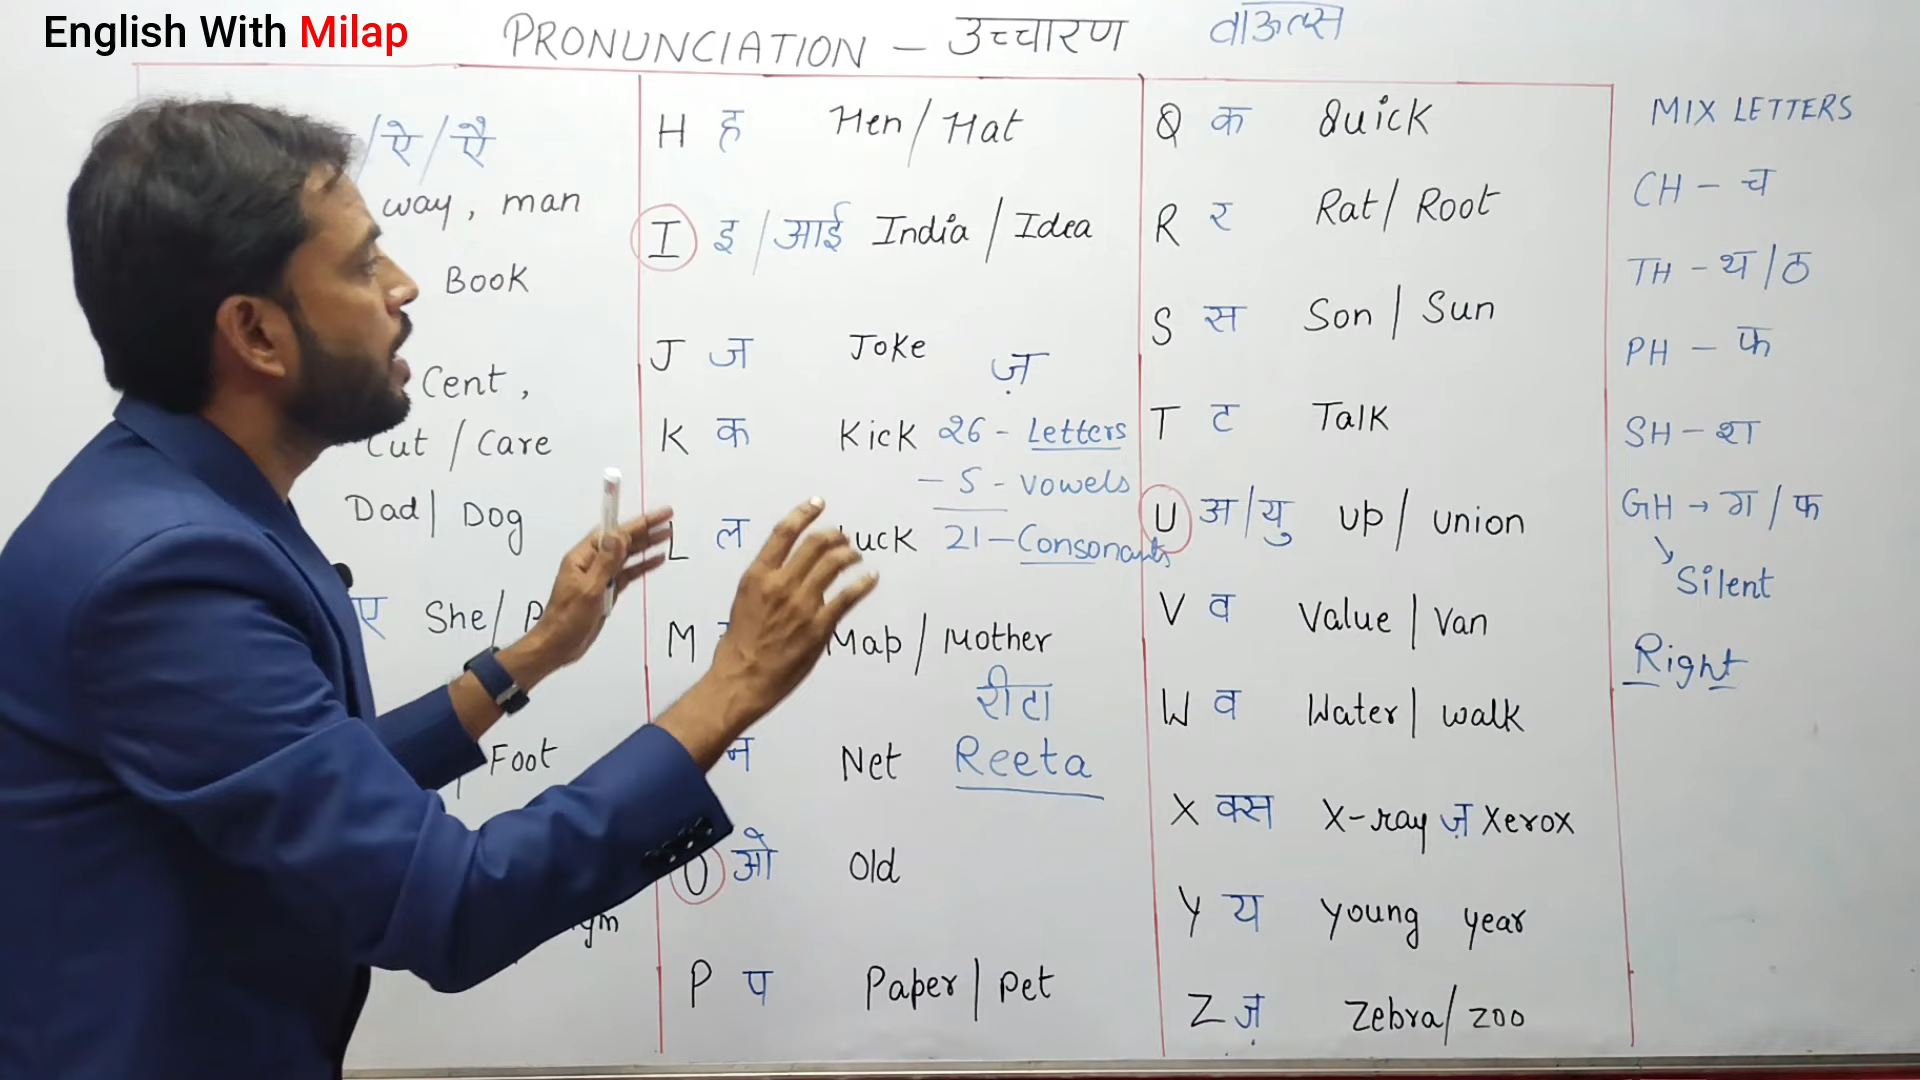 English With Milap
PRONUNCIATION – उच्चारण वाऊल्स
/ऐ/ऐ
way, man
Book
Cent,
Cut / Care
Dad| Dog
ए She/
Foot
gm
H ह Hen / Hat
I इ / आई India / Idea
J ज Joke ज़
K क Kick 26 - Letters
– 5 - vowels
L ल uck 21 – Consonants
M Map / Mother
रीटा
न Net Reeta
O ओ Old
P प Paper | Pet
Q क Quick
R र Rat / Root
S स Son | Sun
T ट Talk
U अ/यु Up / union
V व Value | Van
W व Water | walk
X क्स X-ray ज़ Xerox
Y य Young year
Z ज़ Zebra/ zoo
MIX LETTERS
CH – च
TH – थ / ठ
PH – फ
SH – श
GH → ग / फ
↘ Silent
Right